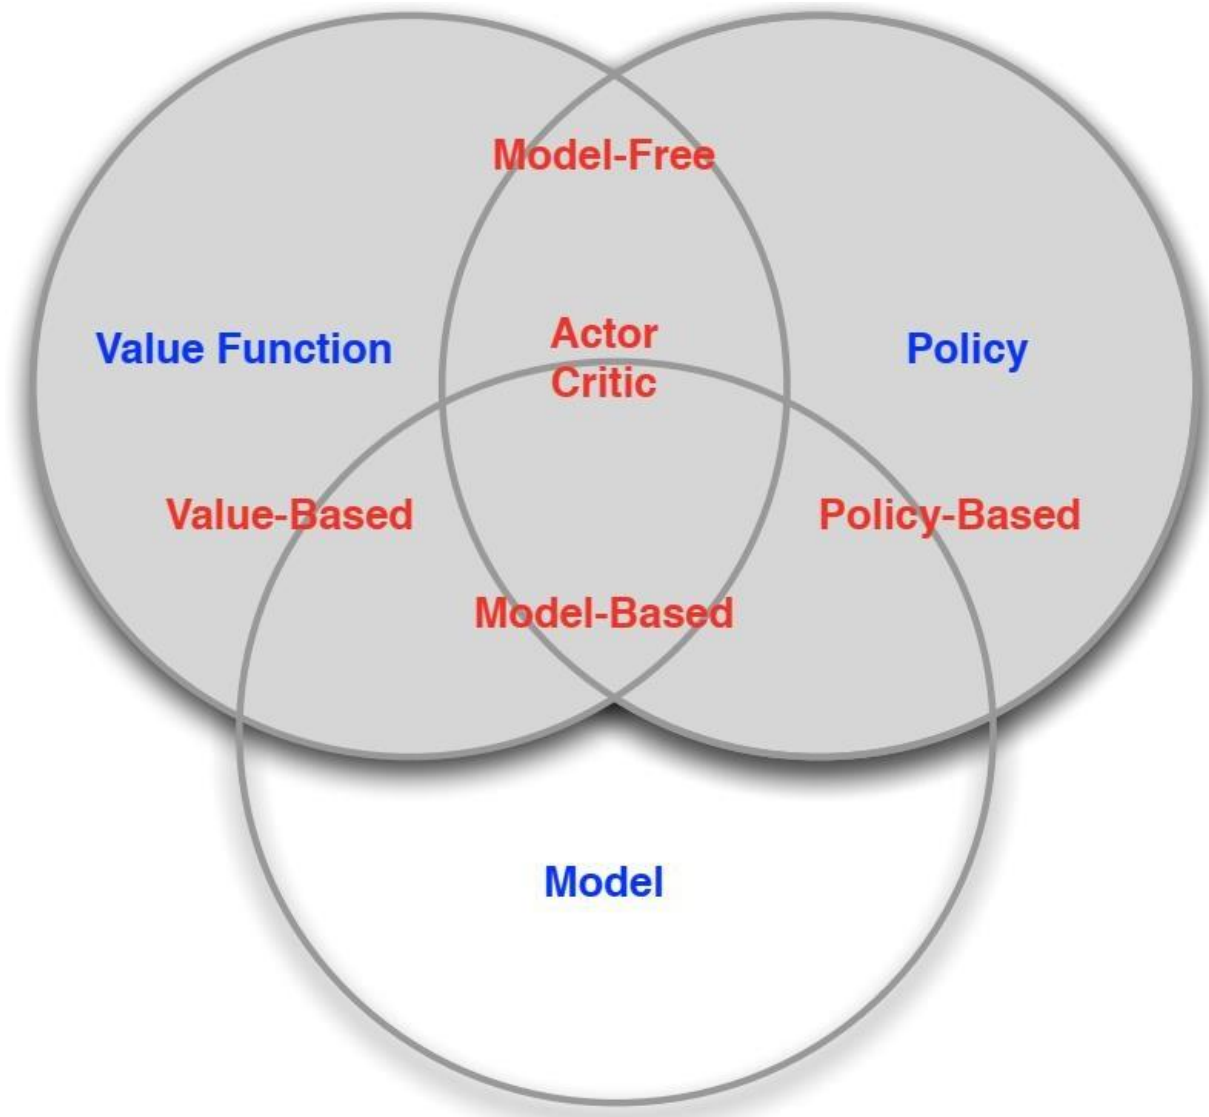 Model-Free
Value Function
Actor
Critic
Policy
Value-Based
Policy-Based
Model-Based
Model